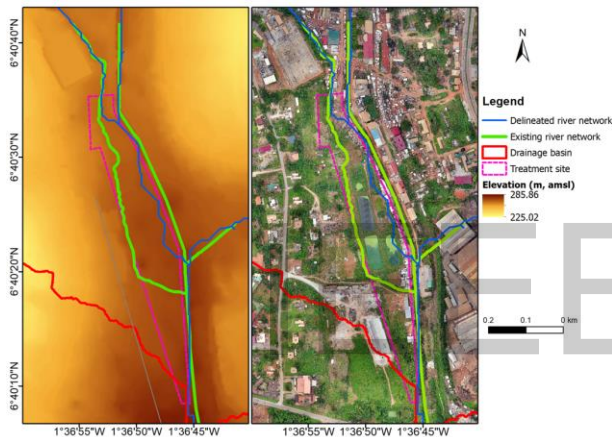 6°40'40"N
6°40'30"N
6°40'20"N
6°40'10"N
1°36'55"W 1°36'50"W 1°36'45"W
1°36'55"W 1°36'50"W 1°36'45"W
N
Legend
Delineated river network
Existing river network
Drainage basin
Treatment site
Elevation (m, amsl)
285.86
225.02
EE
0.2 0.1 0 km